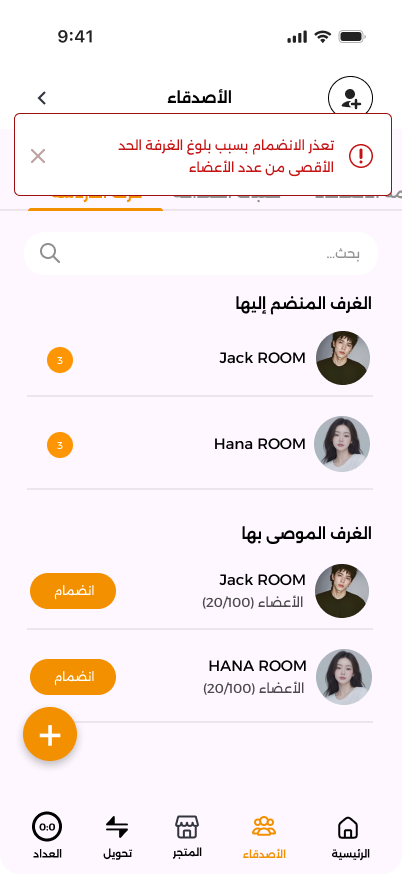 9:41
الأصدقاء
تعذر الانضمام بسبب بلوغ الغرفة الحد
الأقصى من عدد الأعضاء
بحث...
الغرف المنضم إليها
Jack ROOM
3
Hana ROOM
3
الغرف الموصى بها
Jack ROOM
الأعضاء (20/100)
انضمام
HANA ROOM
الأعضاء (20/100)
انضمام
الرئيسية
الأصدقاء
المتجر
تحويل
0:0
العداد